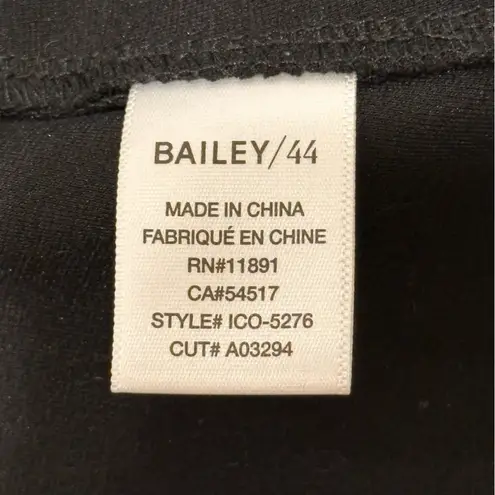 BAILEY/44
MADE IN CHINA
FABRIQUÉ EN CHINE
RN#11891
CA#54517
STYLE# ICO-5276
CUT# A03294